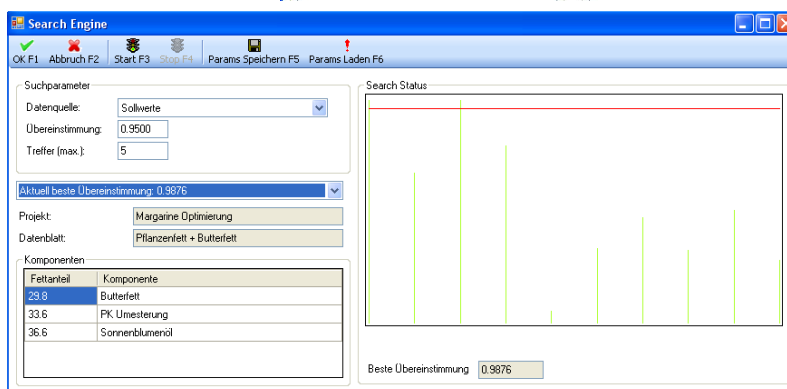 Search Engine
OK F1 Abbruch F2 Start F3 Stop F4 Params Speichern F5 Params Laden F6
Suchparameter
Datenquelle: Sollwerte
Übereinstimmung: 0.9500
Treffer (max.): 5
Aktuell beste Übereinstimmung: 0.9876
Projekt: Margarine Optimierung
Datenblatt: Pflanzenfett + Butterfett
Komponenten
Fettanteil Komponente
29.8 Butterfett
33.6 PK Umesterung
36.6 Sonnenblumenöl
Search Status
Beste Übereinstimmung 0.9876